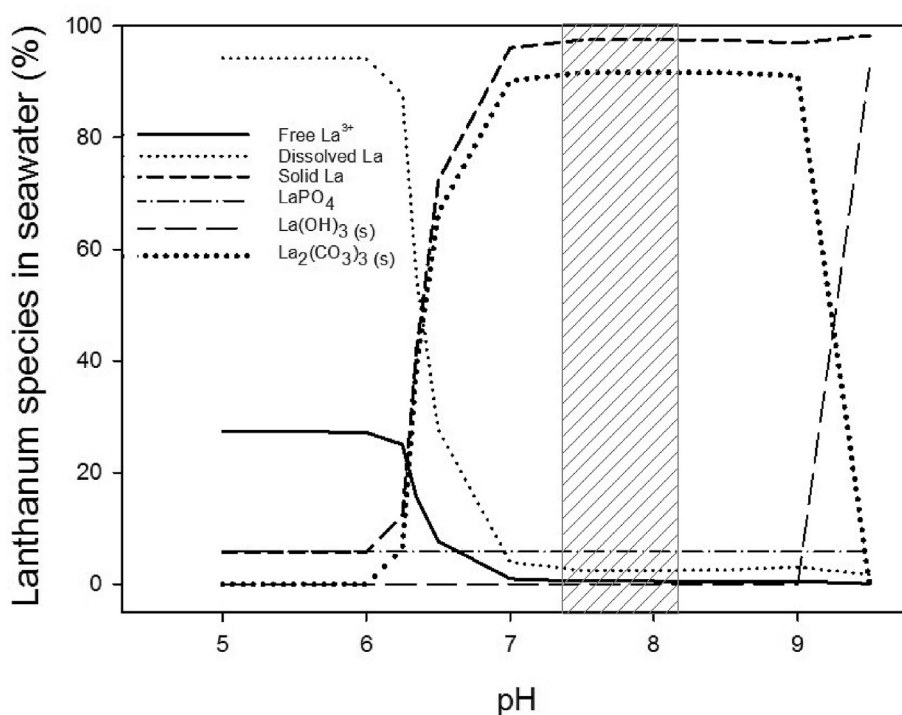 Lanthanum species in seawater (%)
100
80
60
40
20
0
Free La³⁺
Dissolved La
Solid La
LaPO₄
La(OH)₃ (s)
La₂(CO₃)₃ (s)
5 6 7 8 9
pH